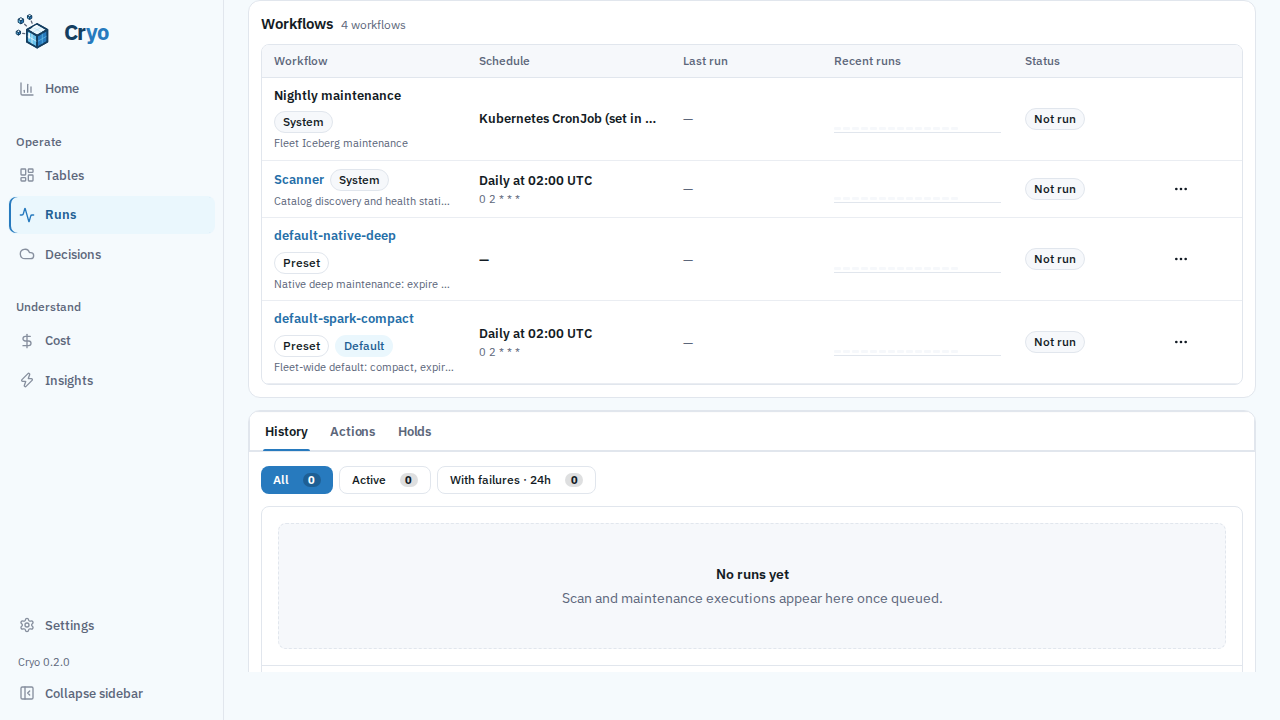 Cryo
Home
Operate
Tables
Runs
Decisions
Understand
Cost
Insights
Settings
Cryo 0.2.0
Collapse sidebar
Workflows 4 workflows
Workflow Schedule Last run Recent runs Status
Nightly maintenance
System
Fleet Iceberg maintenance
Kubernetes CronJob (set in ...
—
Not run
Scanner System
Catalog discovery and health stati...
Daily at 02:00 UTC
0 2 * * *
—
Not run
default-native-deep
Preset
Native deep maintenance: expire ...
—
—
Not run
default-spark-compact
Preset Default
Fleet-wide default: compact, expir...
Daily at 02:00 UTC
0 2 * * *
—
Not run
History Actions Holds
All 0 Active 0 With failures · 24h 0
No runs yet
Scan and maintenance executions appear here once queued.